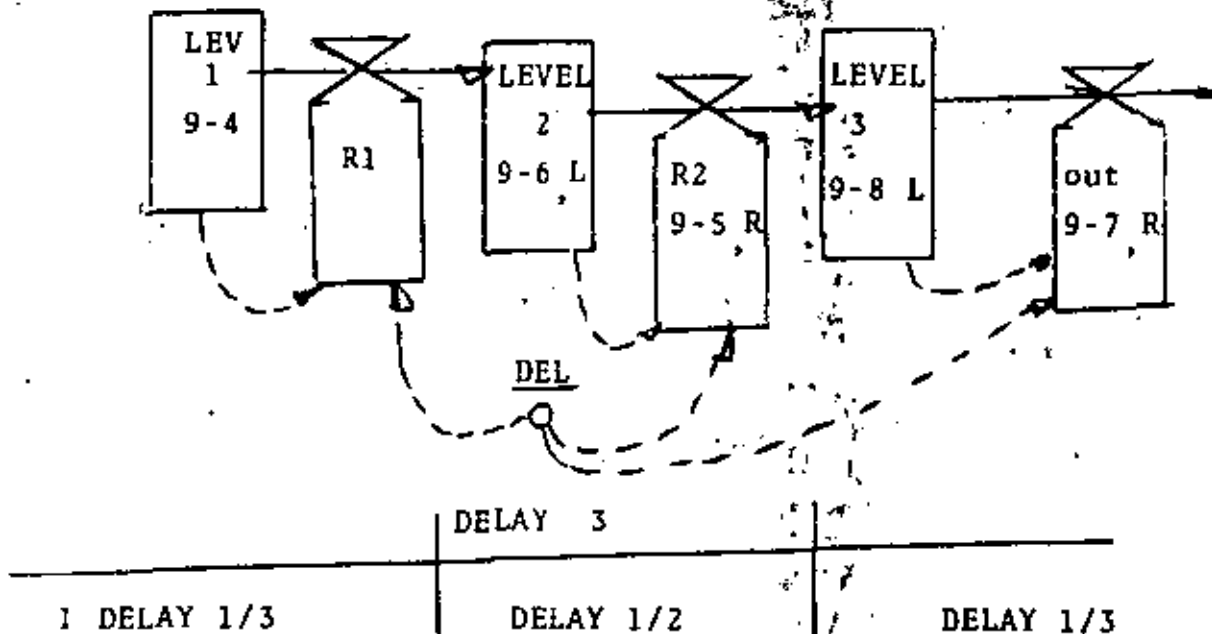 LEV
1
9-4
R1
LEVEL
2
9-6, L
R2
9-5, R
LEVEL
3
9-8 L
out
9-7, R
DEL
DELAY 3
1 DELAY 1/3
DELAY 1/2
DELAY 1/3